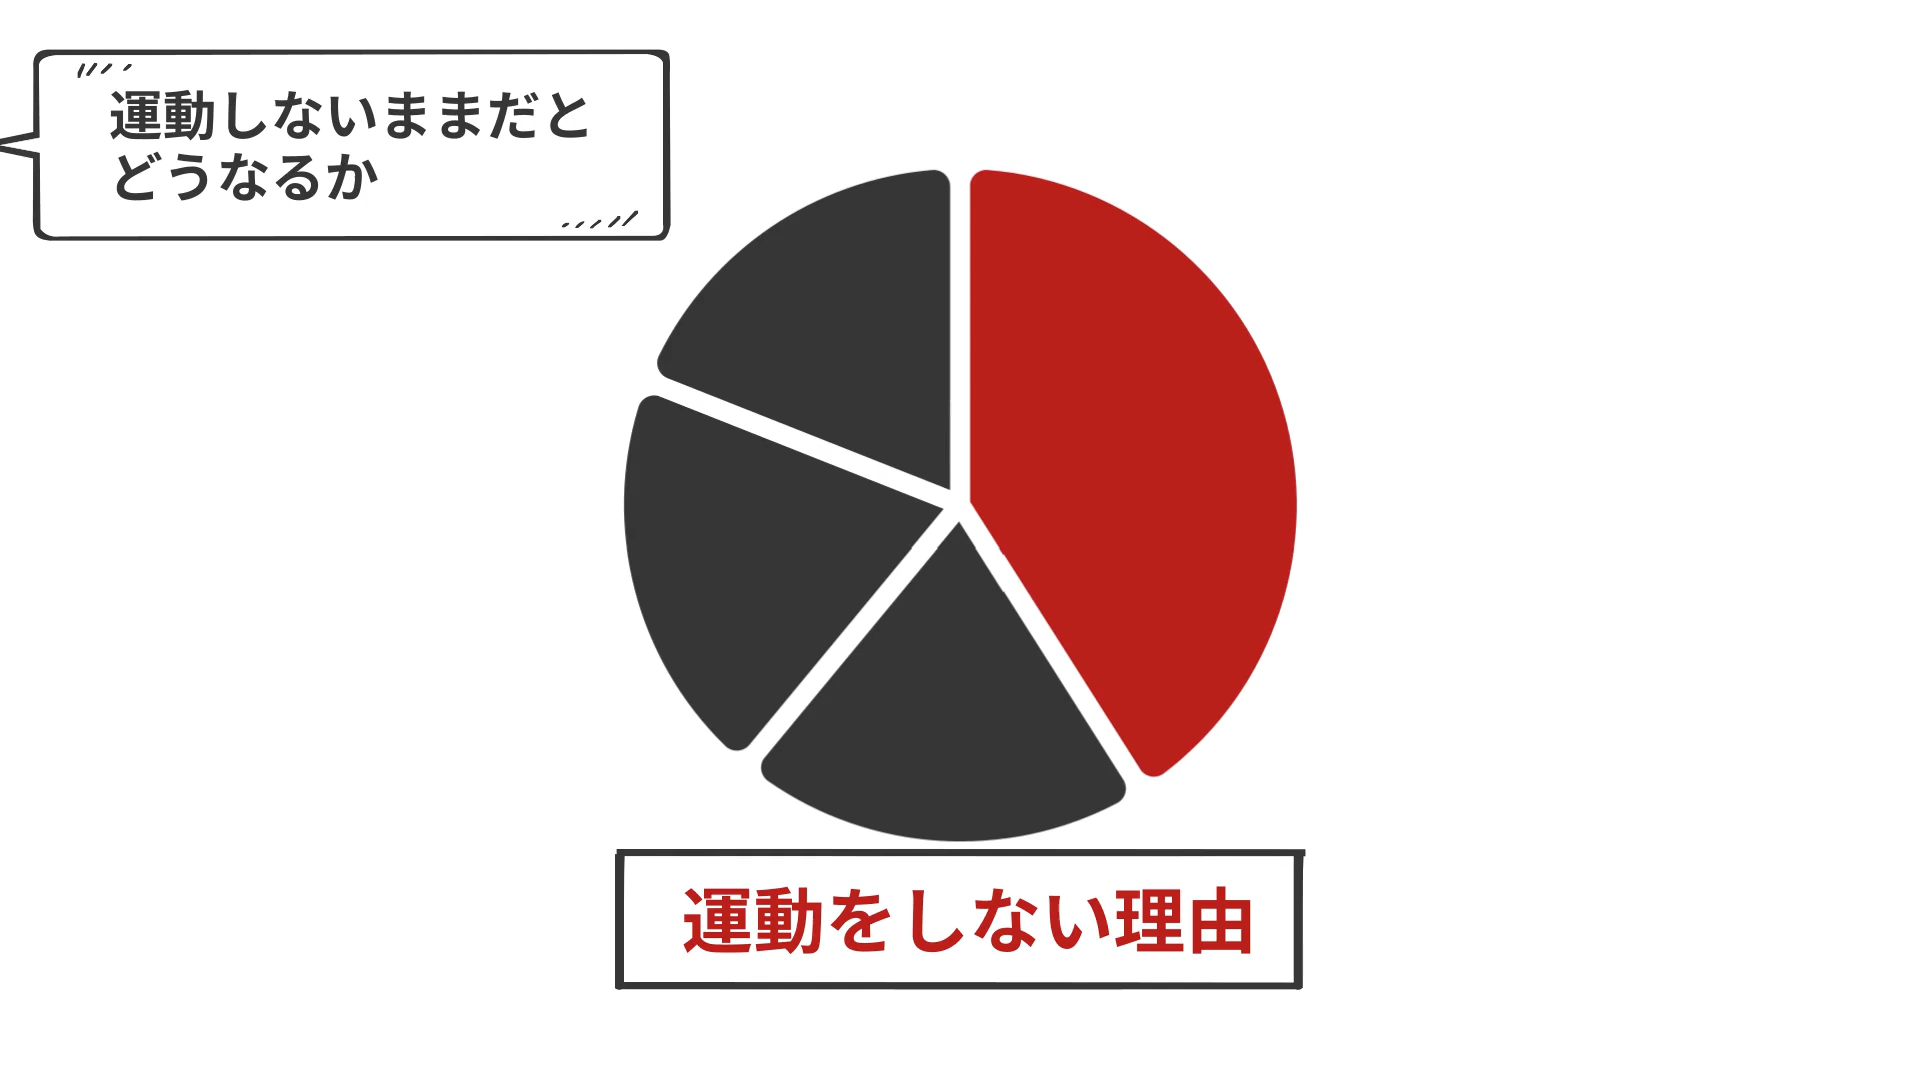 運動しないままだと
どうなるか
運動をしない理由